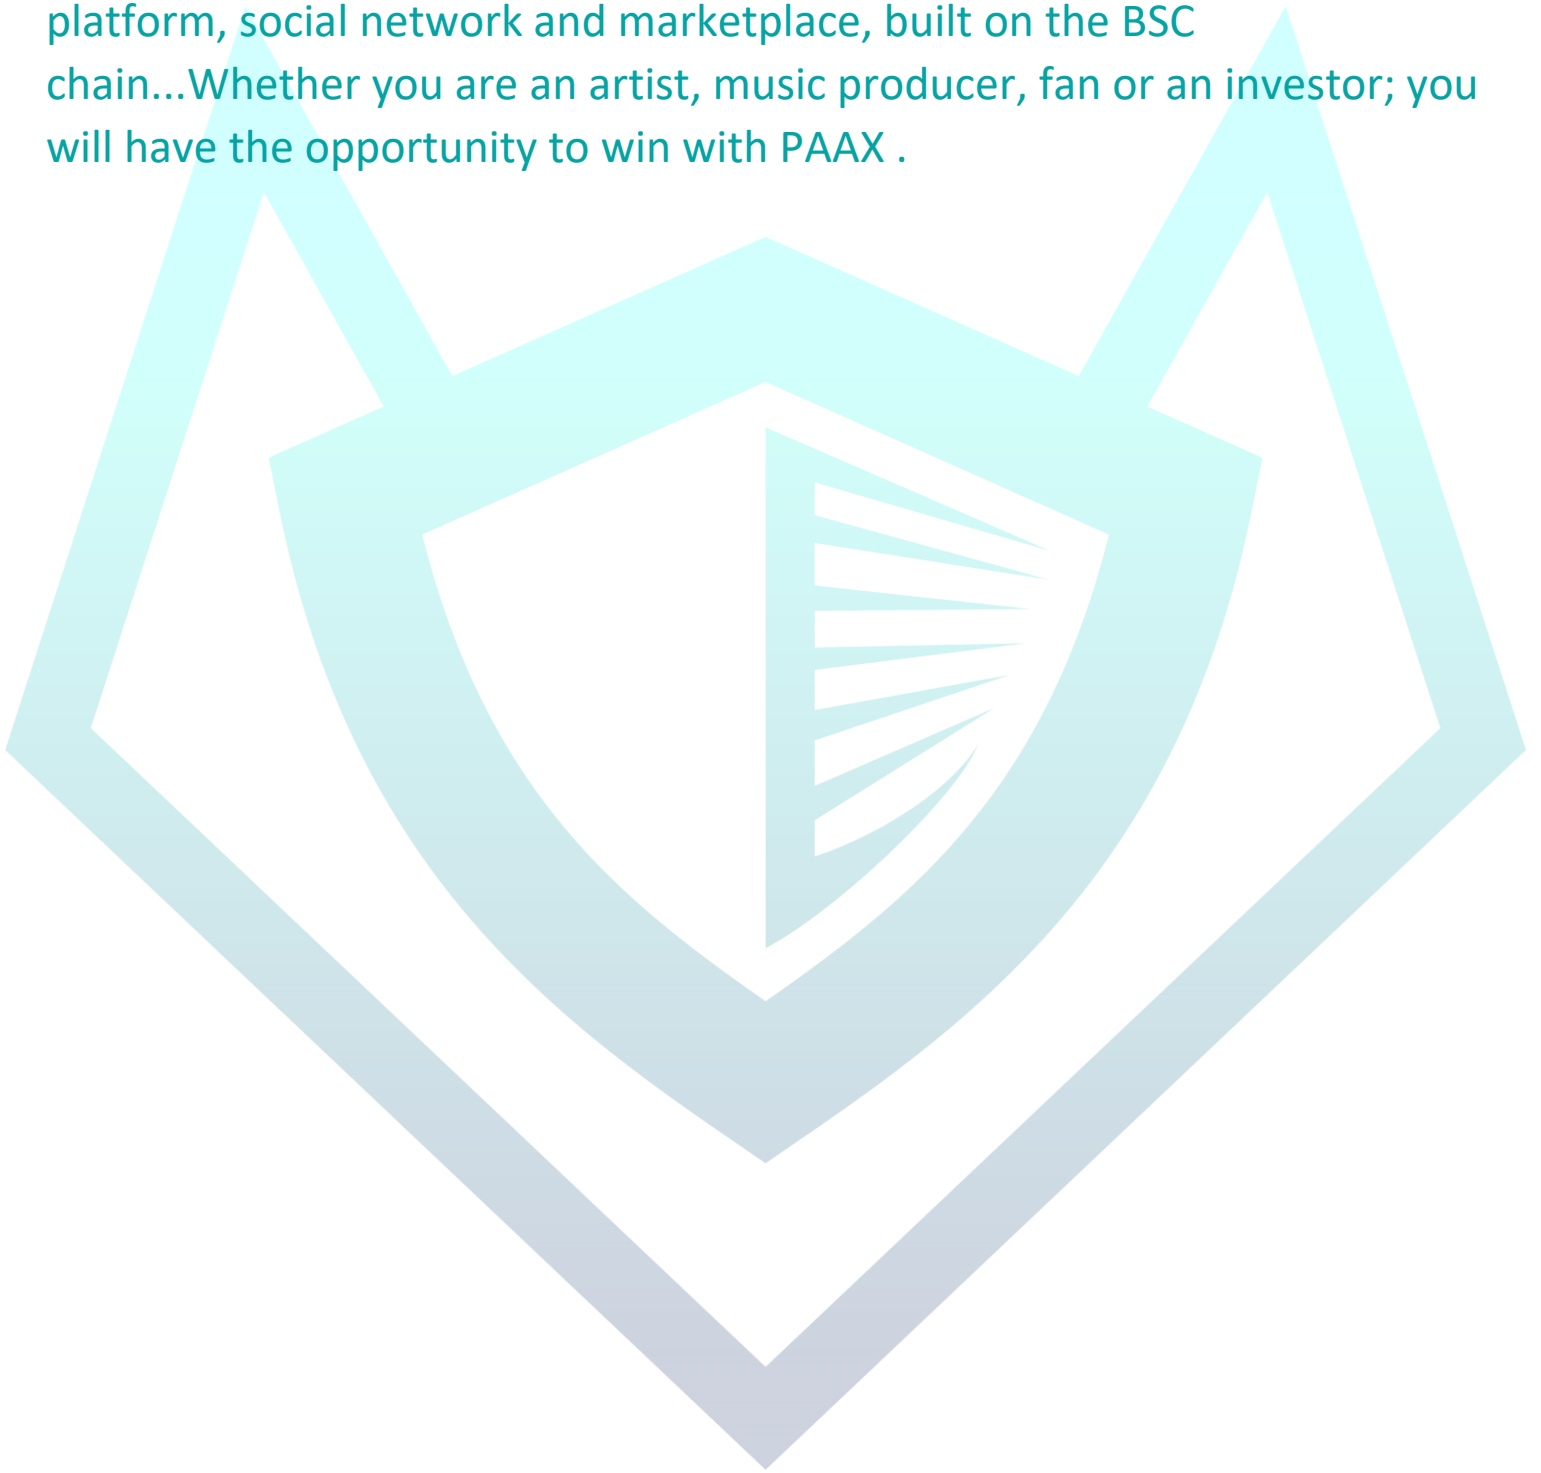 platform, social network and marketplace, built on the BSC
chain...Whether you are an artist, music producer, fan or an investor; you
will have the opportunity to win with PAAX .